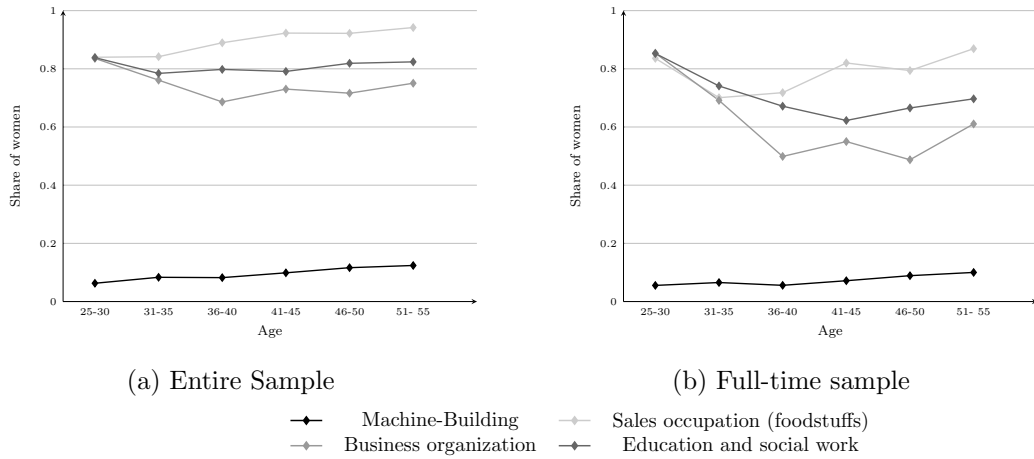 1
0.8
0.6
0.4
0.2
0
Share of women
25-30 31-35 36-40 41-45 46-50 51- 55
Age
(a) Entire Sample
1
0.8
0.6
0.4
0.2
0
Share of women
25-30 31-35 36-40 41-45 46-50 51- 55
Age
(b) Full-time sample
Machine-Building Sales occupation (foodstuffs)
Business organization Education and social work